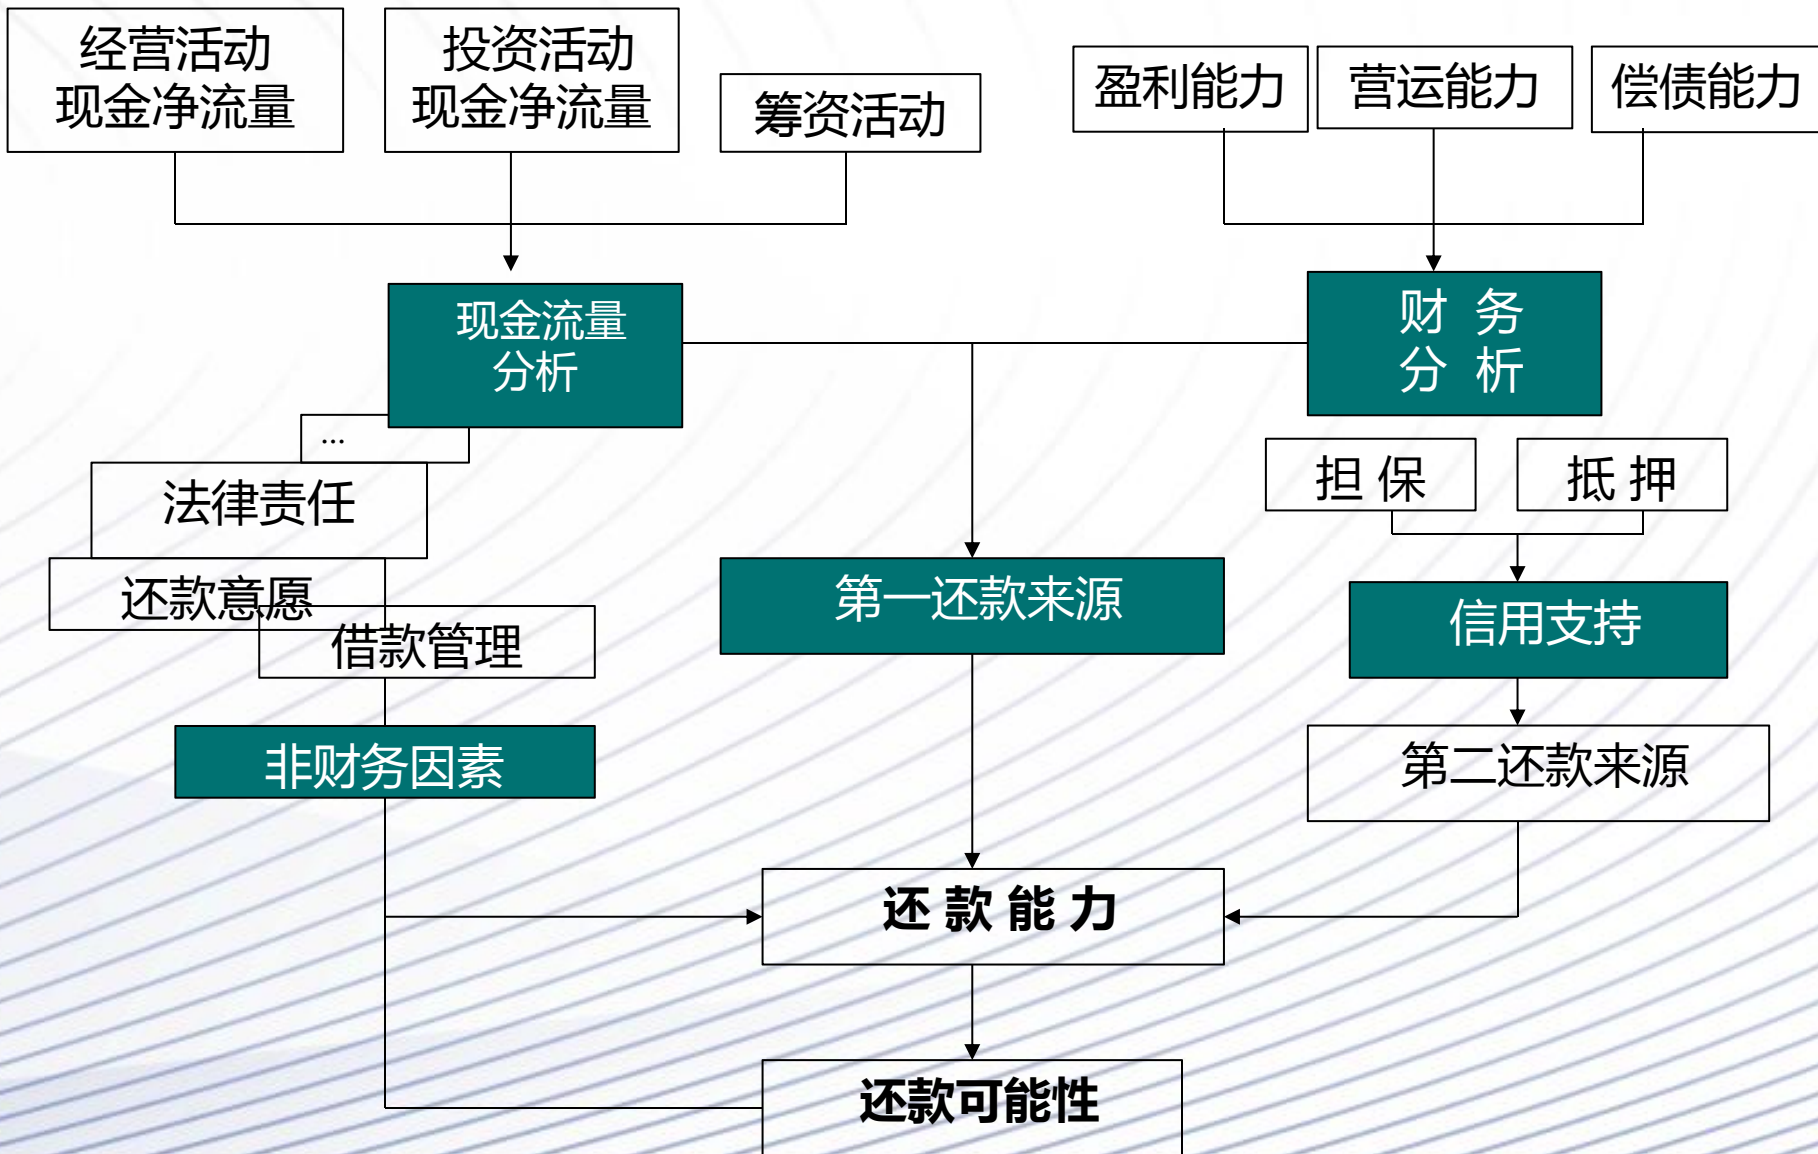 经营活动
现金净流量
投资活动
现金净流量
筹资活动
盈利能力
营运能力
偿债能力
现金流量
分析
财 务
分 析
...
法律责任
还款意愿
借款管理
非财务因素
第一还款来源
担 保
抵 押
信用支持
第二还款来源
还 款 能 力
还款可能性